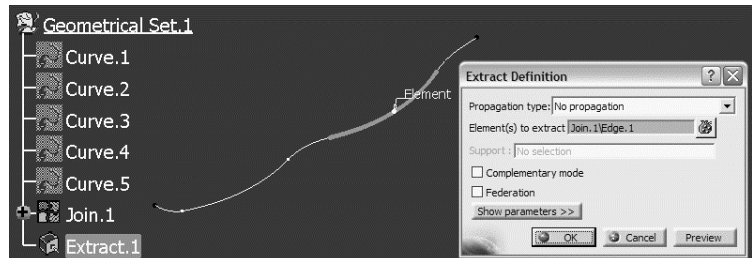 Geometrical Set.1
Curve.1
Curve.2
Curve.3
Curve.4
Curve.5
Join.1
Extract.1
Element
Extract Definition
Propagation type: No propagation
Element(s) to extract Join.1\Edge.1
Support : No selection
Complementary mode
Federation
Show parameters >>
OK Cancel Preview